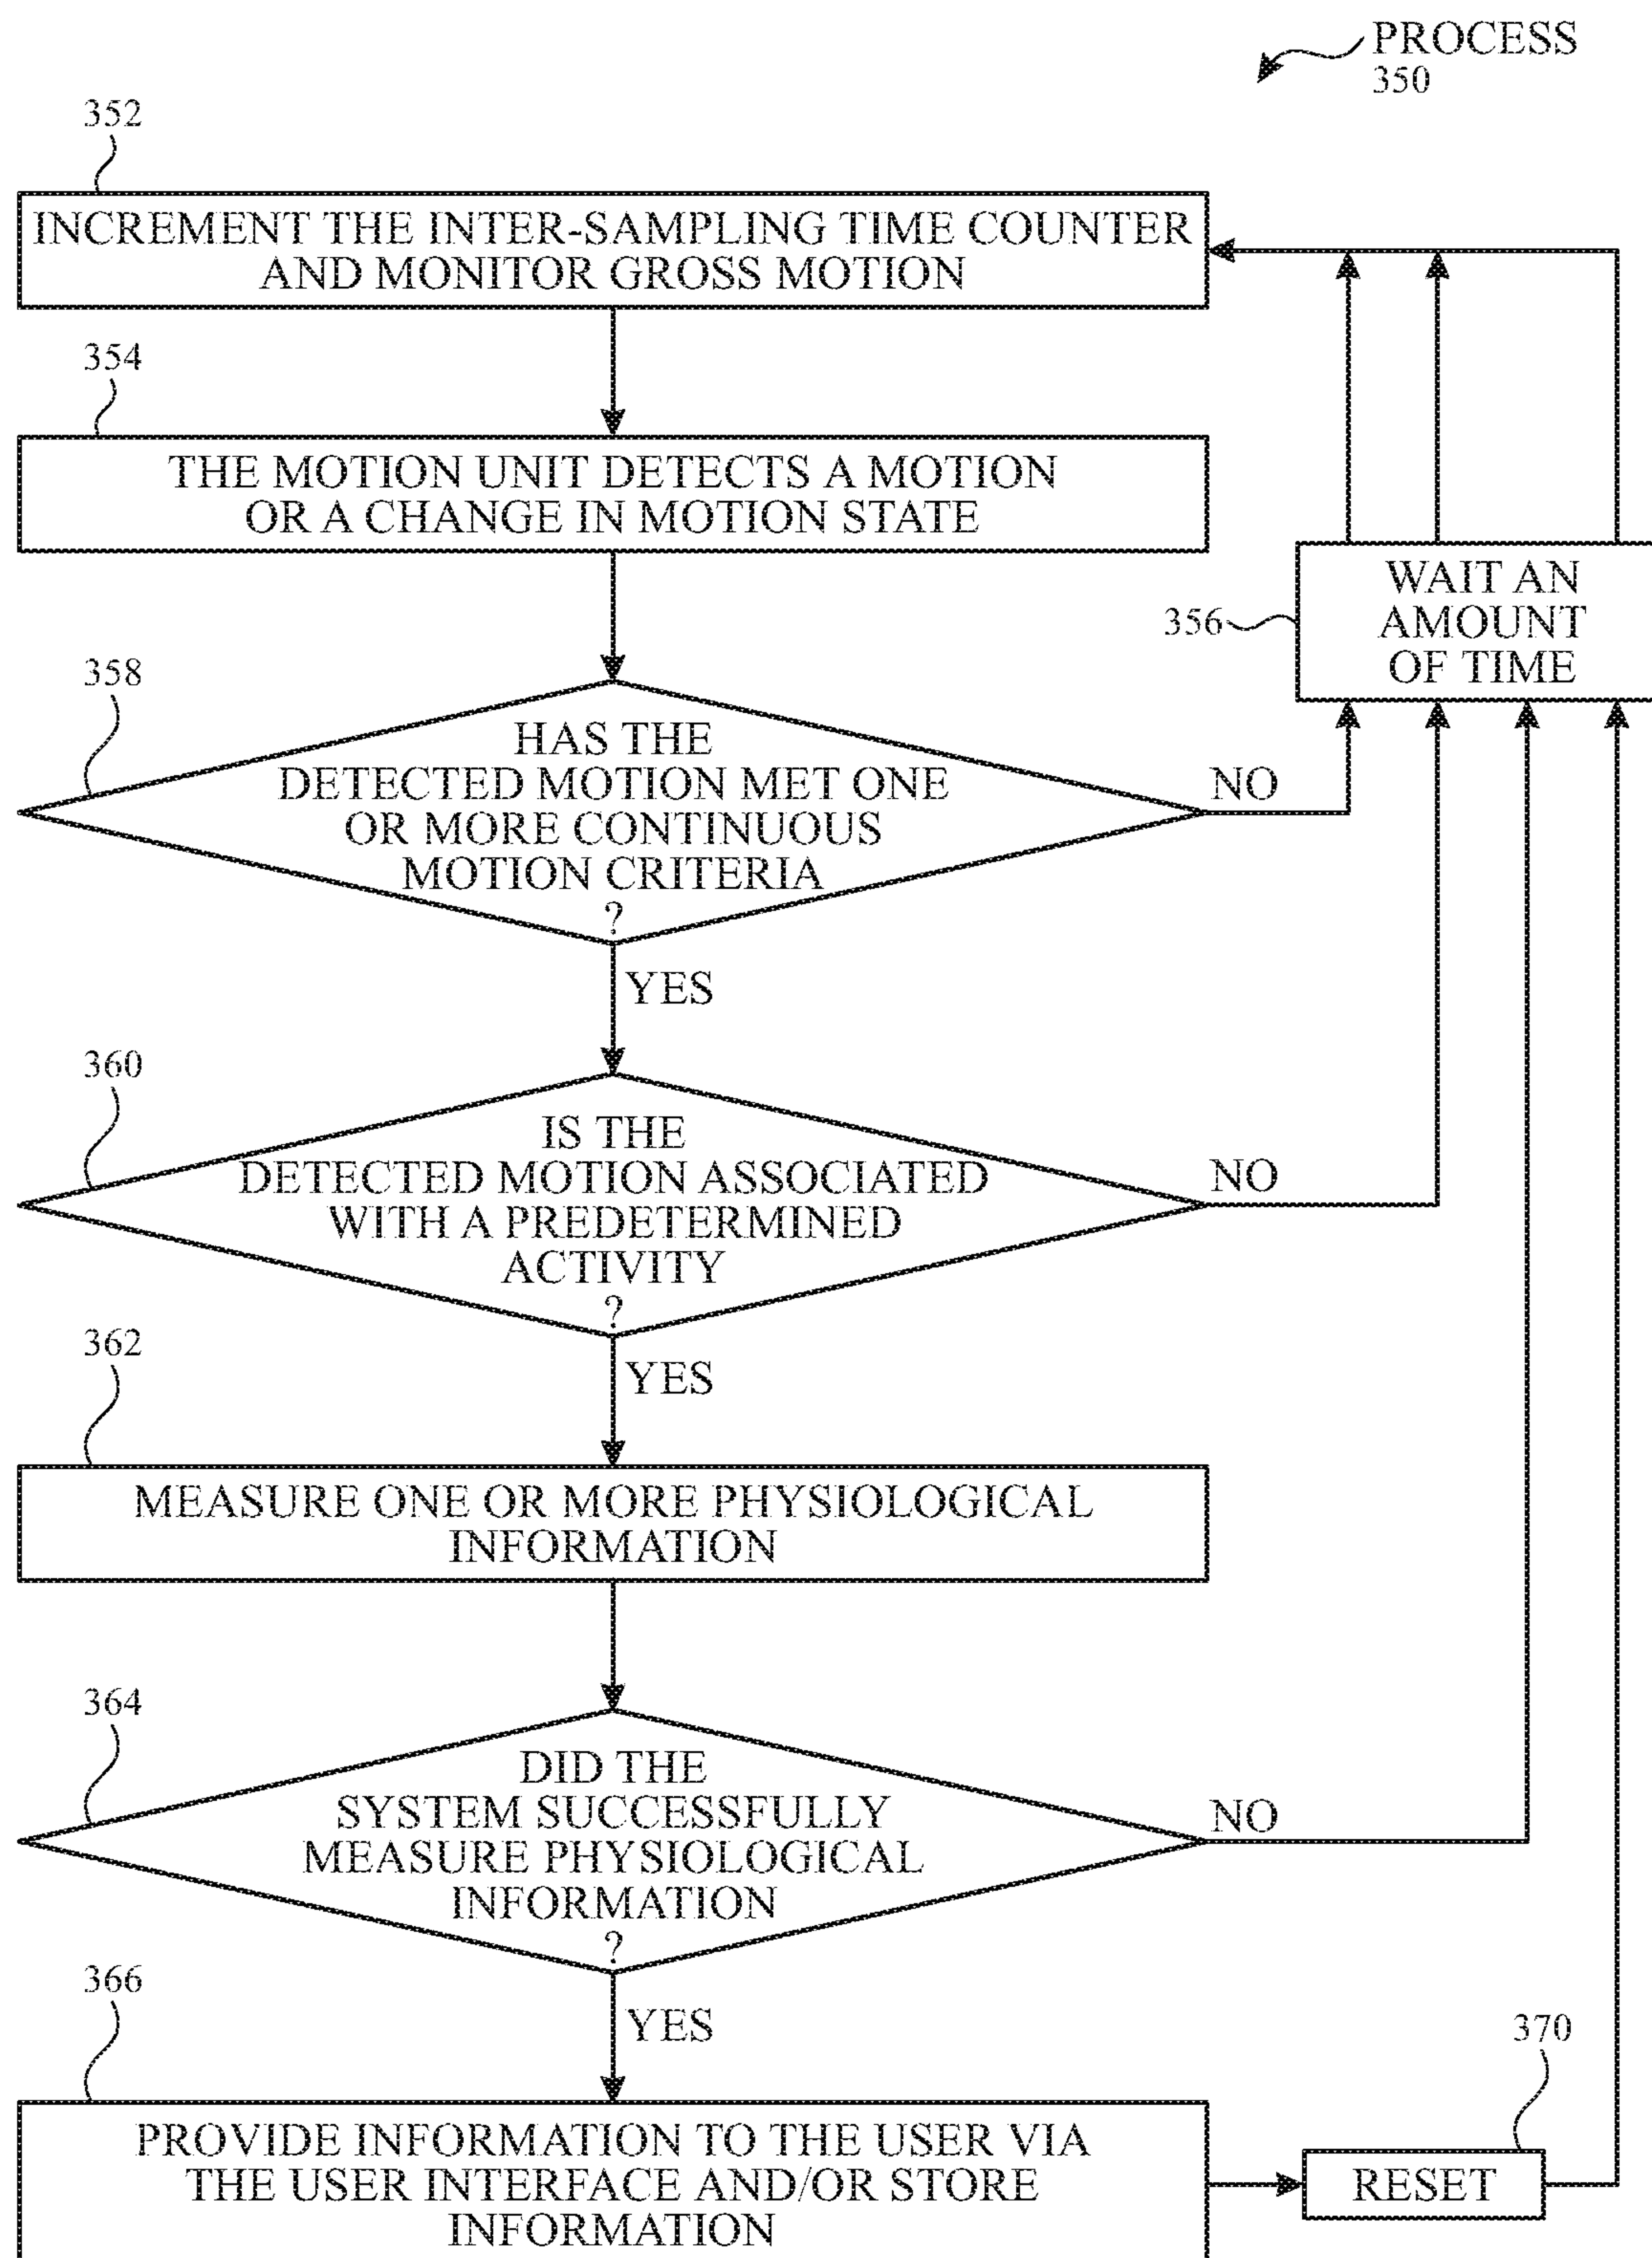 PROCESS
350
352
INCREMENT THE INTER-SAMPLING TIME COUNTER
AND MONITOR GROSS MOTION
354
THE MOTION UNIT DETECTS A MOTION
OR A CHANGE IN MOTION STATE
WAIT AN
AMOUNT
OF TIME
356
358
HAS THE
DETECTED MOTION MET ONE
OR MORE CONTINUOUS
MOTION CRITERIA
?
NO
YES
360
IS THE
DETECTED MOTION ASSOCIATED
WITH A PREDETERMINED
ACTIVITY
?
NO
YES
362
MEASURE ONE OR MORE PHYSIOLOGICAL
INFORMATION
364
DID THE
SYSTEM SUCCESSFULLY
MEASURE PHYSIOLOGICAL
INFORMATION
?
NO
YES
366
PROVIDE INFORMATION TO THE USER VIA
THE USER INTERFACE AND/OR STORE
INFORMATION
370
RESET